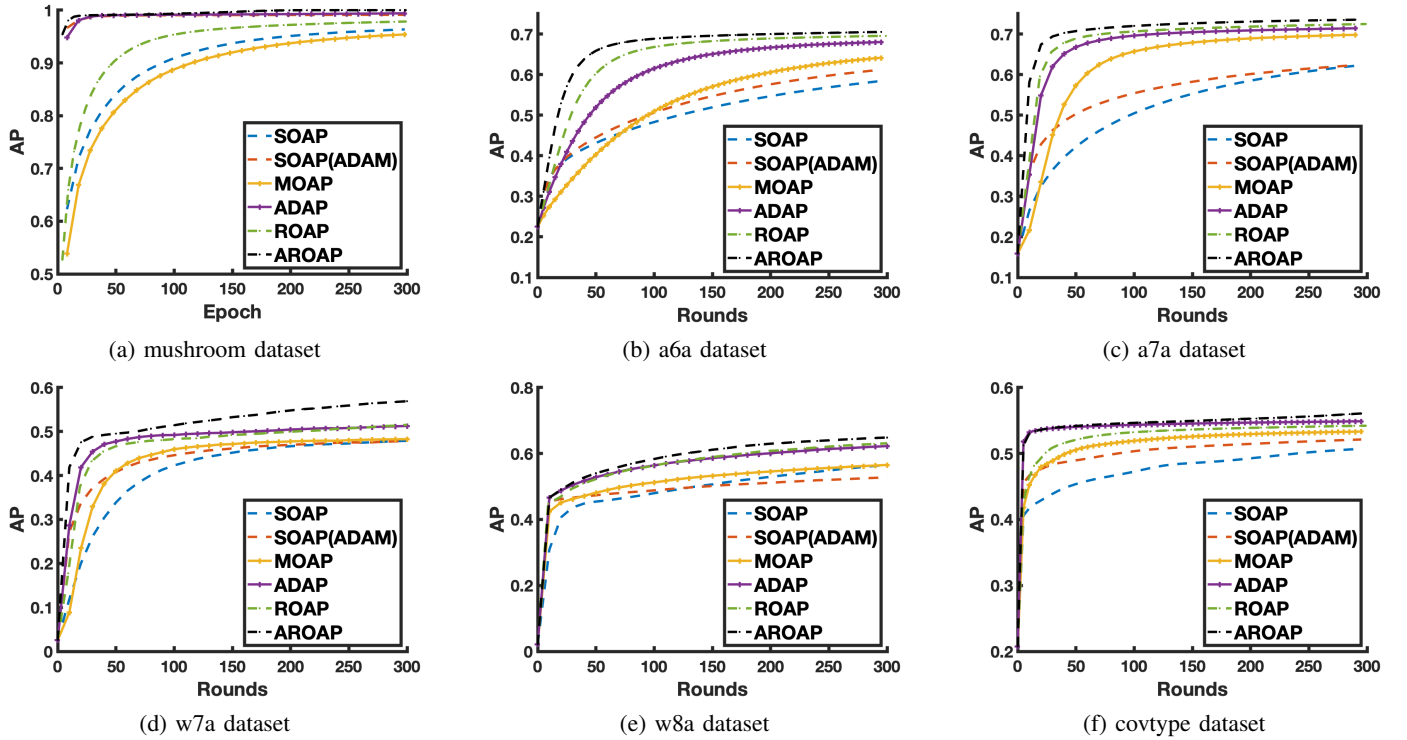 1
0.9
0.8
0.7
0.6
0.5
AP
0 50 100 150 200 250 300
Epoch
SOAP
SOAP(ADAM)
MOAP
ADAP
ROAP
AROAP
(a) mushroom dataset
0.7
0.6
0.5
0.4
0.3
0.2
0.1
AP
0 50 100 150 200 250 300
Rounds
SOAP
SOAP(ADAM)
MOAP
ADAP
ROAP
AROAP
(b) a6a dataset
0.7
0.6
0.5
0.4
0.3
0.2
0.1
AP
0 50 100 150 200 250 300
Rounds
SOAP
SOAP(ADAM)
MOAP
ADAP
ROAP
AROAP
(c) a7a dataset
0.6
0.5
0.4
0.3
0.2
0.1
0
AP
0 50 100 150 200 250 300
Rounds
SOAP
SOAP(ADAM)
MOAP
ADAP
ROAP
AROAP
(d) w7a dataset
0.8
0.6
0.4
0.2
0
AP
0 50 100 150 200 250 300
Rounds
SOAP
SOAP(ADAM)
MOAP
ADAP
ROAP
AROAP
(e) w8a dataset
0.6
0.5
0.4
0.3
0.2
AP
0 50 100 150 200 250 300
Rounds
SOAP
SOAP(ADAM)
MOAP
ADAP
ROAP
AROAP
(f) covtype dataset